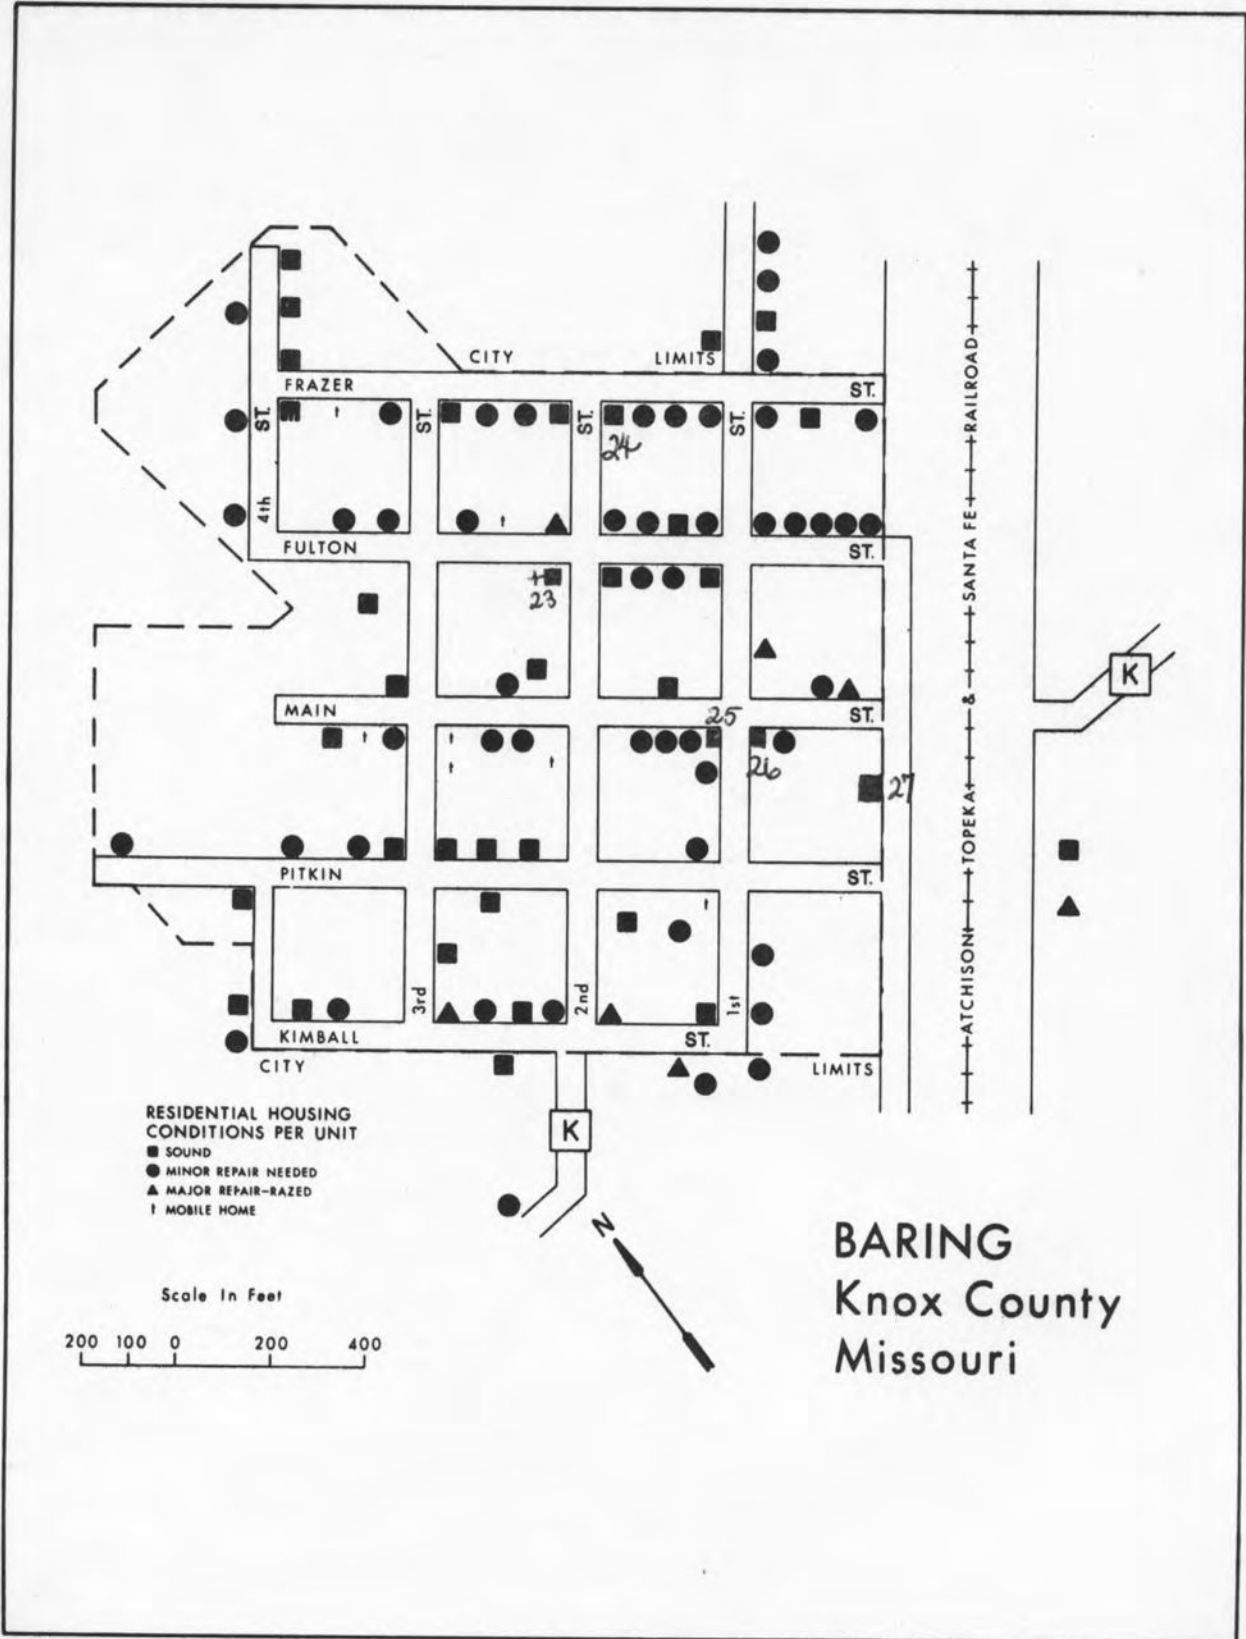 CITY LIMITS
FRAZER ST.
4th ST.
ST.
ST.
ST.
24
FULTON ST.
23
MAIN ST.
25
26
27
PITKIN ST.
3rd
2nd
1st
KIMBALL ST.
CITY LIMITS
ATCHISON TOPEKA & SANTA FE RAILROAD
K
K
RESIDENTIAL HOUSING
CONDITIONS PER UNIT
SOUND
MINOR REPAIR NEEDED
MAJOR REPAIR-RAZED
MOBILE HOME
N
Scale In Feet
200 100 0 200 400
BARING
Knox County
Missouri